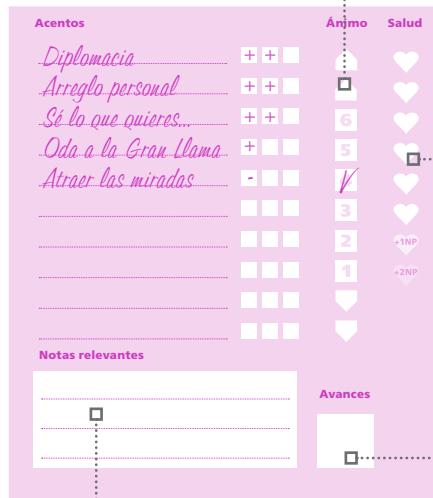 Acentos Ánimo Salud
Diplomacia + +
Arreglo personal + +
Sé lo que quieres... + + 6
Oda a la Gran Llama + 5
Atraer las miradas -
3
2 +1NP
1 +2NP
Notas relevantes
Avances